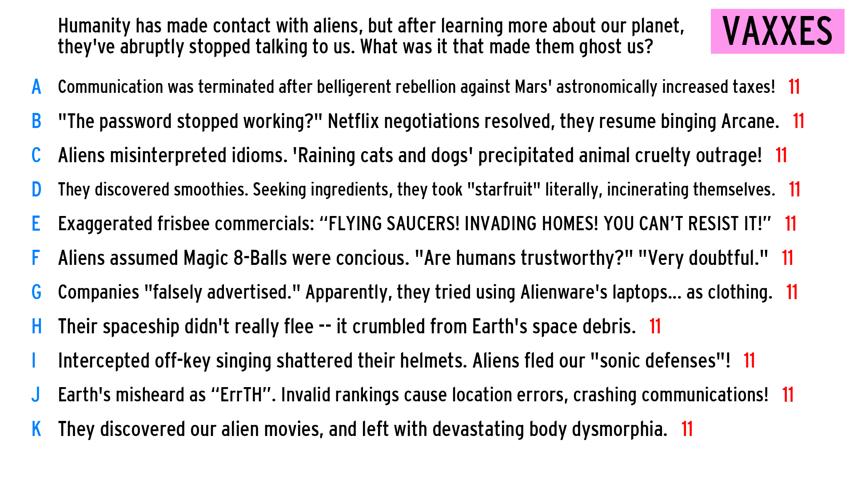 Humanity has made contact with aliens, but after learning more about our planet,
they've abruptly stopped talking to us. What was it that made them ghost us?
VAXXES
A Communication was terminated after belligerent rebellion against Mars' astronomically increased taxes! 11
B "The password stopped working?" Netflix negotiations resolved, they resume binging Arcane. 11
C Aliens misinterpreted idioms. 'Raining cats and dogs' precipitated animal cruelty outrage! 11
D They discovered smoothies. Seeking ingredients, they took "starfruit" literally, incinerating themselves. 11
E Exaggerated frisbee commercials: “FLYING SAUCERS! INVADING HOMES! YOU CAN’T RESIST IT!” 11
F Aliens assumed Magic 8-Balls were concious. "Are humans trustworthy?" "Very doubtful." 11
G Companies "falsely advertised." Apparently, they tried using Alienware's laptops... as clothing. 11
H Their spaceship didn't really flee -- it crumbled from Earth's space debris. 11
I Intercepted off-key singing shattered their helmets. Aliens fled our "sonic defenses"! 11
J Earth's misheard as “ErrTH”. Invalid rankings cause location errors, crashing communications! 11
K They discovered our alien movies, and left with devastating body dysmorphia. 11